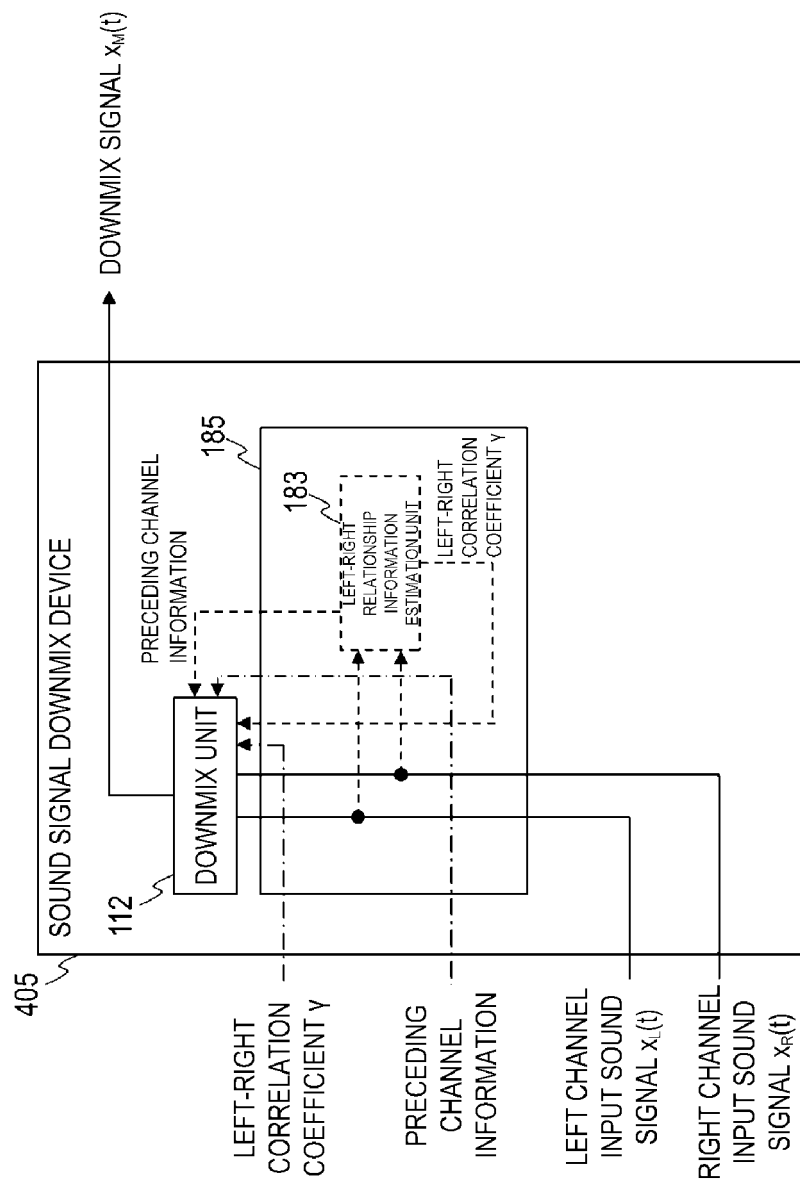 405
SOUND SIGNAL DOWNMIX DEVICE
112
DOWNMIX UNIT
PRECEDING CHANNEL
INFORMATION
185
183
LEFT-RIGHT
RELATIONSHIP
INFORMATION
ESTIMATION UNIT
LEFT-RIGHT
CORRELATION
COEFFICIENT γ
DOWNMIX SIGNAL xM(t)
LEFT-RIGHT
CORRELATION
COEFFICIENT γ
PRECEDING
CHANNEL
INFORMATION
LEFT CHANNEL
INPUT SOUND
SIGNAL xL(t)
RIGHT CHANNEL
INPUT SOUND
SIGNAL xR(t)